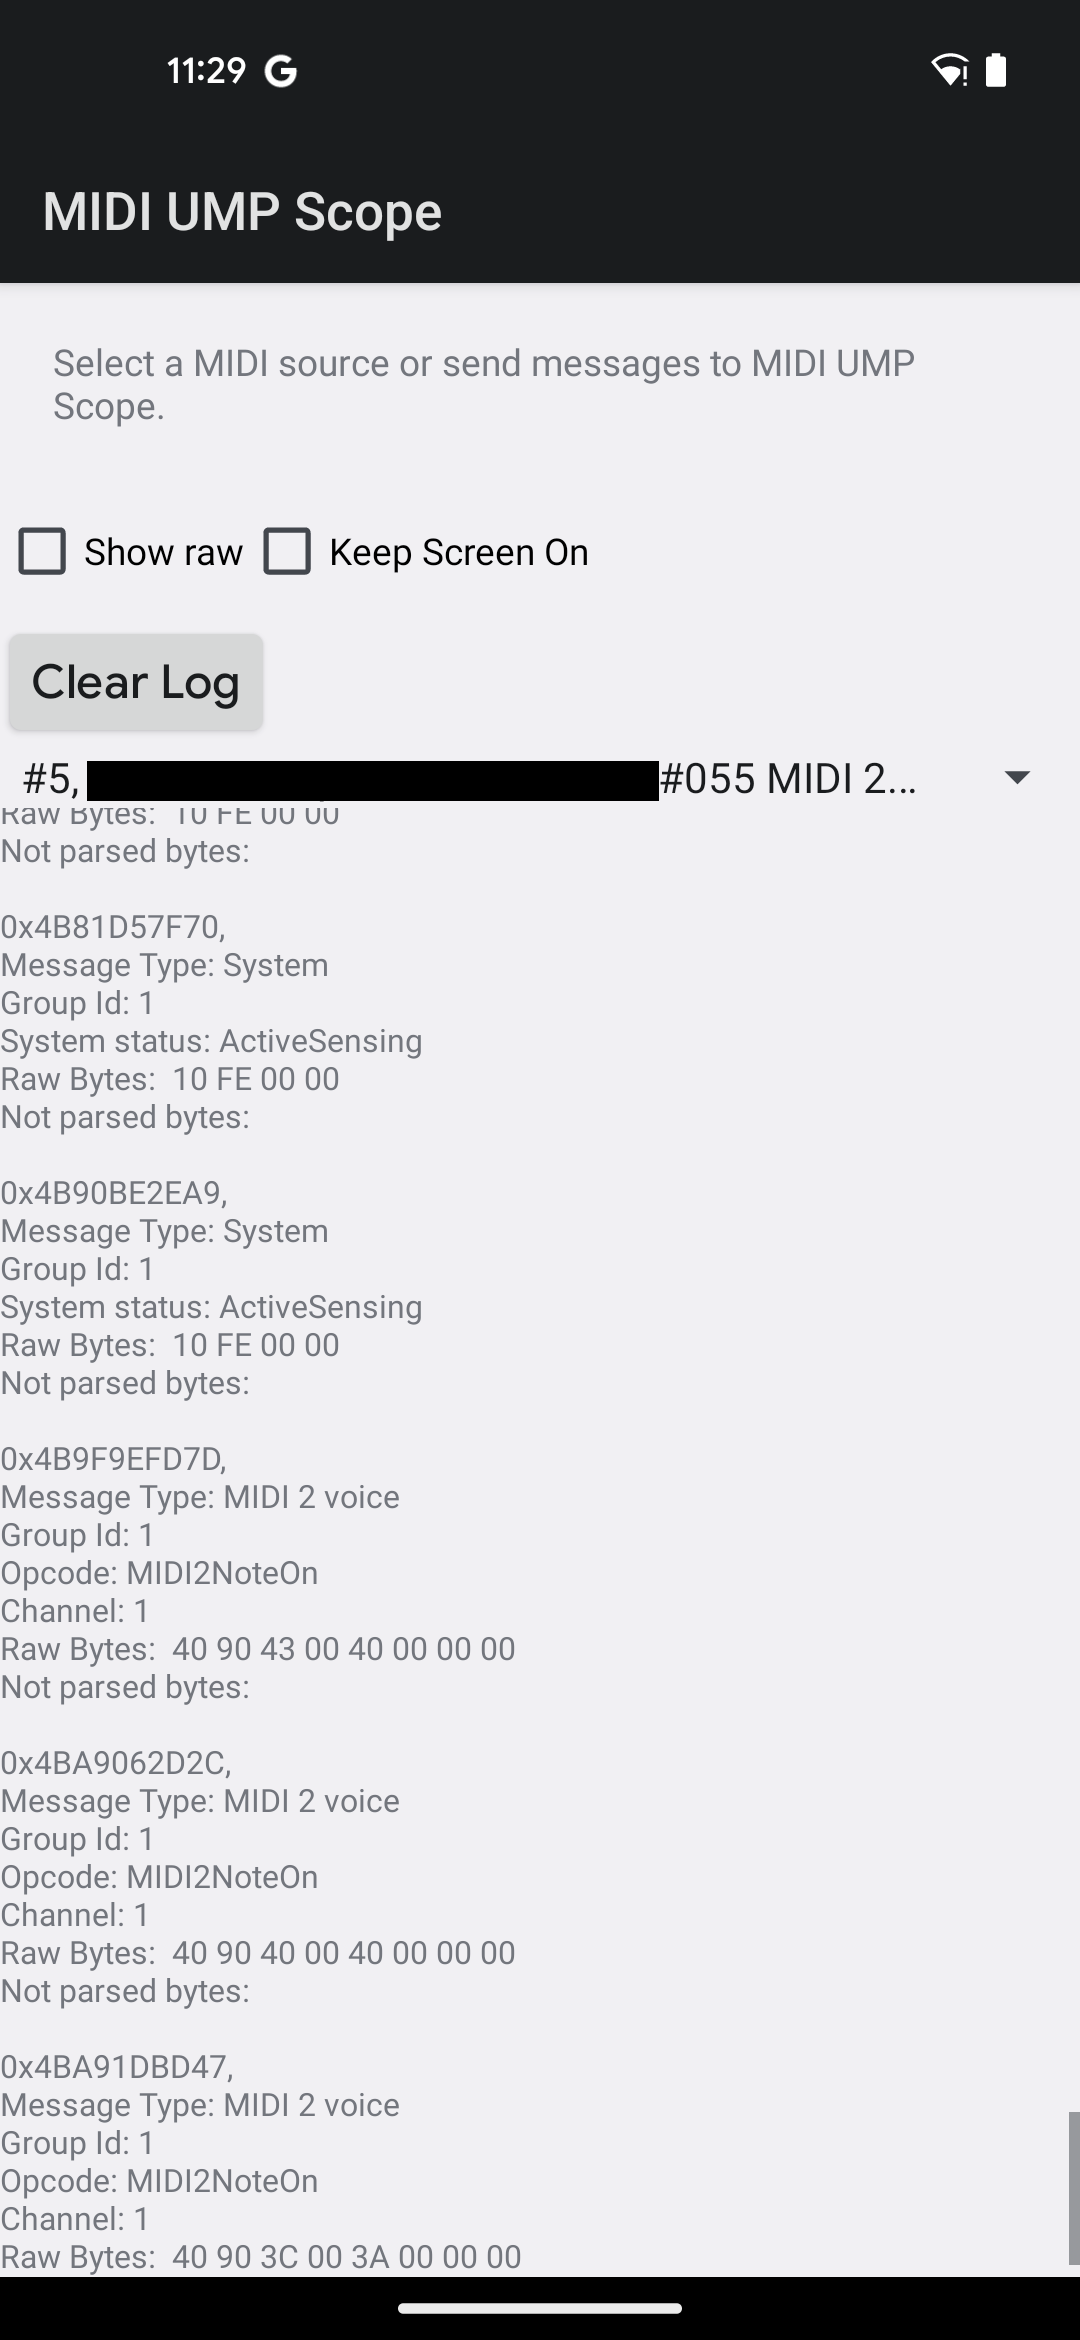 11:29
MIDI UMP Scope
Select a MIDI source or send messages to MIDI UMP
Scope.
Show raw Keep Screen On
Clear Log
#5, #055 MIDI 2...
Raw Bytes:  10 FE 00 00
Not parsed bytes:
0x4B81D57F70,
Message Type: System
Group Id: 1
System status: ActiveSensing
Raw Bytes:  10 FE 00 00
Not parsed bytes:
0x4B90BE2EA9,
Message Type: System
Group Id: 1
System status: ActiveSensing
Raw Bytes:  10 FE 00 00
Not parsed bytes:
0x4B9F9EFD7D,
Message Type: MIDI 2 voice
Group Id: 1
Opcode: MIDI2NoteOn
Channel: 1
Raw Bytes:  40 90 43 00 40 00 00 00
Not parsed bytes:
0x4BA9062D2C,
Message Type: MIDI 2 voice
Group Id: 1
Opcode: MIDI2NoteOn
Channel: 1
Raw Bytes:  40 90 40 00 40 00 00 00
Not parsed bytes:
0x4BA91DBD47,
Message Type: MIDI 2 voice
Group Id: 1
Opcode: MIDI2NoteOn
Channel: 1
Raw Bytes:  40 90 3C 00 3A 00 00 00